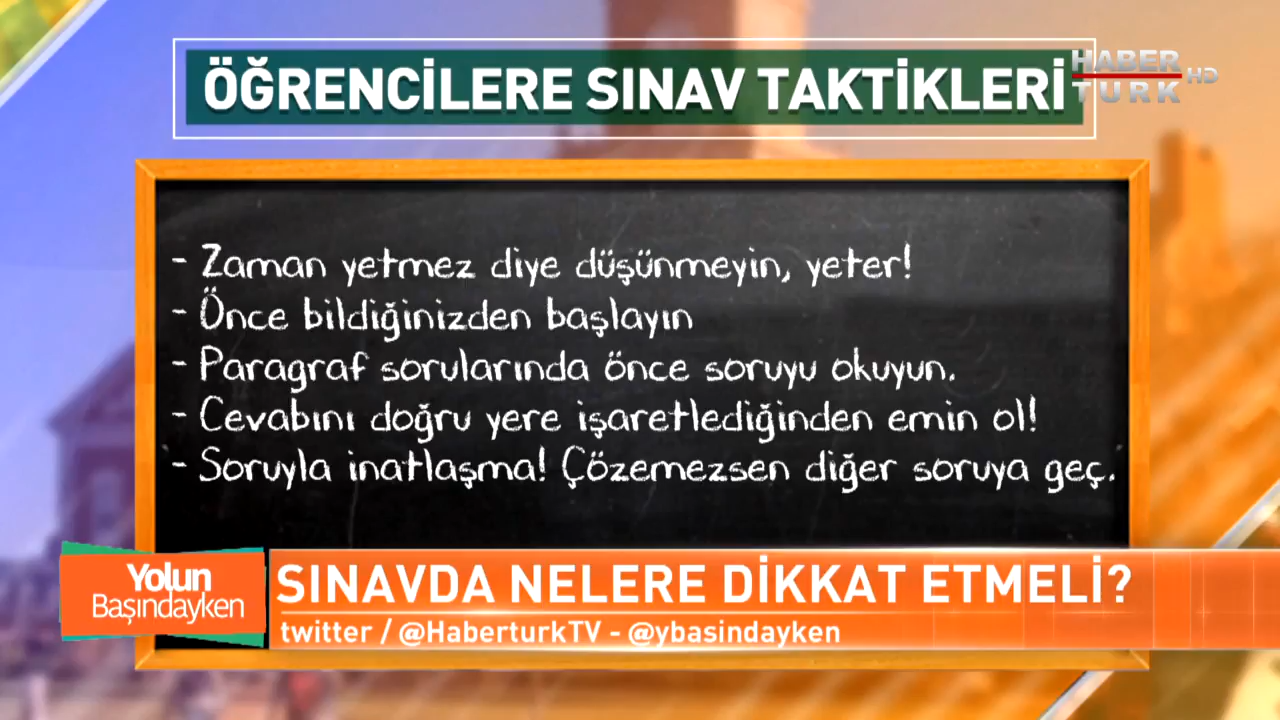 ÖĞRENCİLERE SINAV TAKTİKLERİ
HABER
TURK HD
- Zaman yetmez diye düşünmeyin, yeter!
- Önce bildiğinizden başlayın
- Paragraf sorularında önce soruyu okuyun.
- Cevabını doğru yere işaretlediğinden emin ol!
- Soruyla inatlaşma! Çözemezsen diğer soruya geç.
Yolun
Başındayken
SINAVDA NELERE DİKKAT ETMELİ?
twitter / @HaberturkTV - @ybasindayken